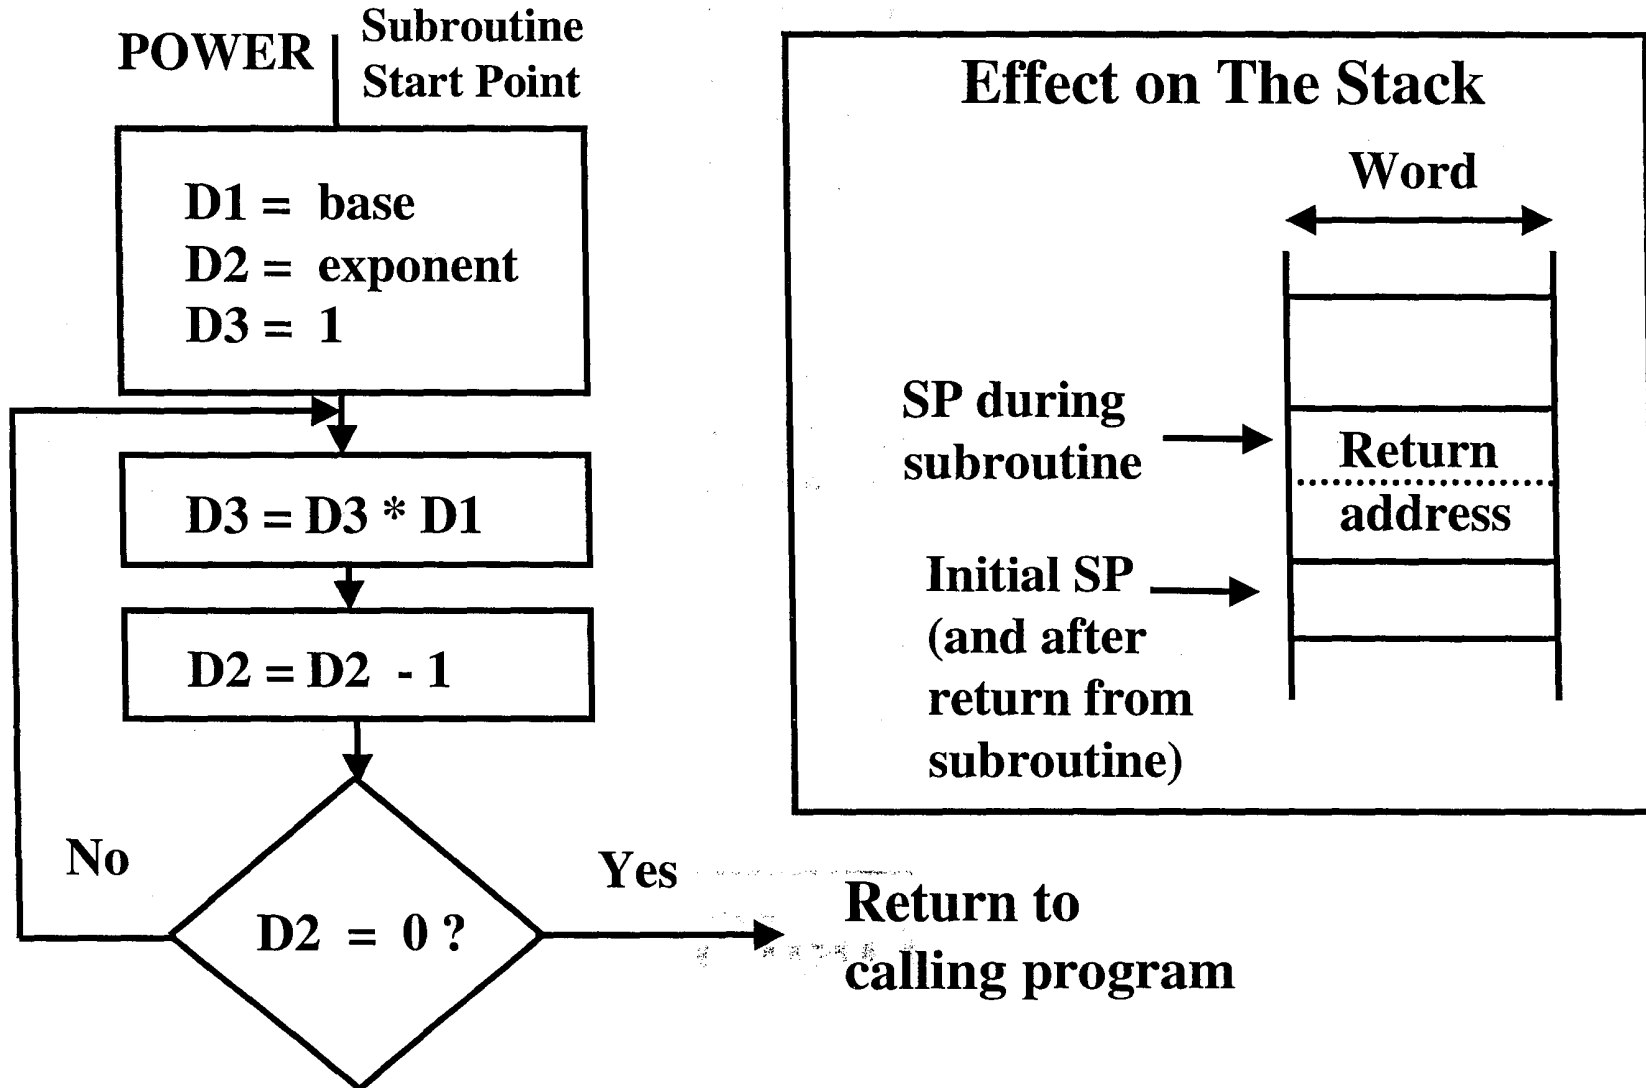 POWER
Subroutine
Start Point
D1 = base
D2 = exponent
D3 = 1
D3 = D3 * D1
D2 = D2 - 1
D2 = 0 ?
No
Yes
Return to
calling program
Effect on The Stack
Word
SP during
subroutine
Return
address
Initial SP
(and after
return from
subroutine)